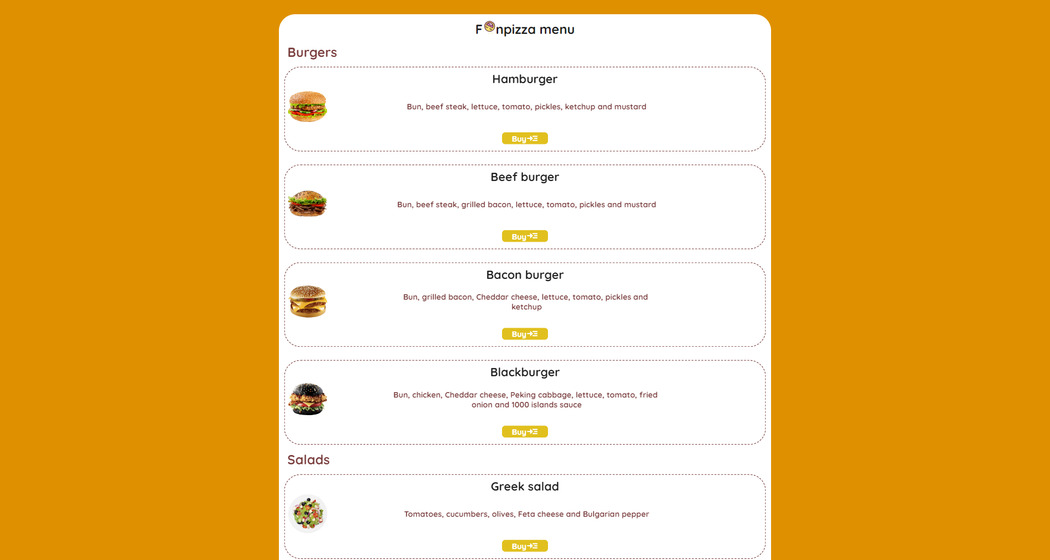 Fonpizza menu
Burgers
Hamburger
Bun, beef steak, lettuce, tomato, pickles, ketchup and mustard
Buy
Beef burger
Bun, beef steak, grilled bacon, lettuce, tomato, pickles and mustard
Buy
Bacon burger
Bun, grilled bacon, Cheddar cheese, lettuce, tomato, pickles and
ketchup
Buy
Blackburger
Bun, chicken, Cheddar cheese, Peking cabbage, lettuce, tomato, fried
onion and 1000 islands sauce
Buy
Salads
Greek salad
Tomatoes, cucumbers, olives, Feta cheese and Bulgarian pepper
Buy